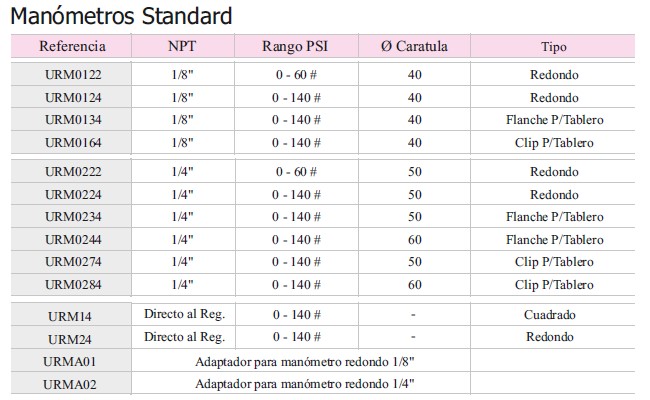 Manómetros Standard
Referencia NPT Rango PSI Ø Caratula Tipo
URM0122 1/8" 0 - 60 # 40 Redondo
URM0124 1/8" 0 - 140 # 40 Redondo
URM0134 1/8" 0 - 140 # 40 Flanche P/Tablero
URM0164 1/8" 0 - 140 # 40 Clip P/Tablero
URM0222 1/4" 0 - 60 # 50 Redondo
URM0224 1/4" 0 - 140 # 50 Redondo
URM0234 1/4" 0 - 140 # 50 Flanche P/Tablero
URM0244 1/4" 0 - 140 # 60 Flanche P/Tablero
URM0274 1/4" 0 - 140 # 50 Clip P/Tablero
URM0284 1/4" 0 - 140 # 60 Clip P/Tablero
URM14 Directo al Reg. 0 - 140 # - Cuadrado
URM24 Directo al Reg. 0 - 140 # - Redondo
URMA01 Adaptador para manómetro redondo 1/8"
URMA02 Adaptador para manómetro redondo 1/4"